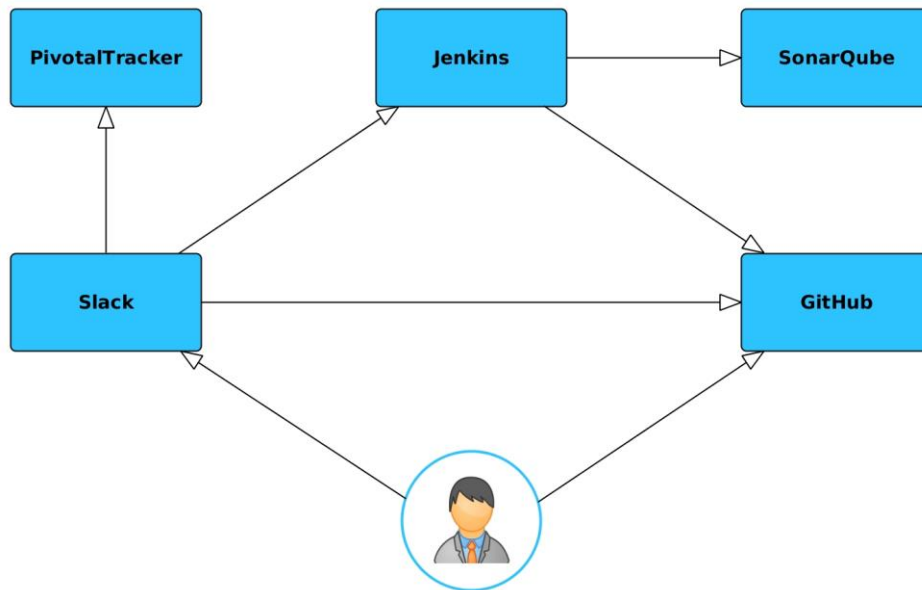 PivotalTracker
Jenkins
SonarQube
Slack
GitHub